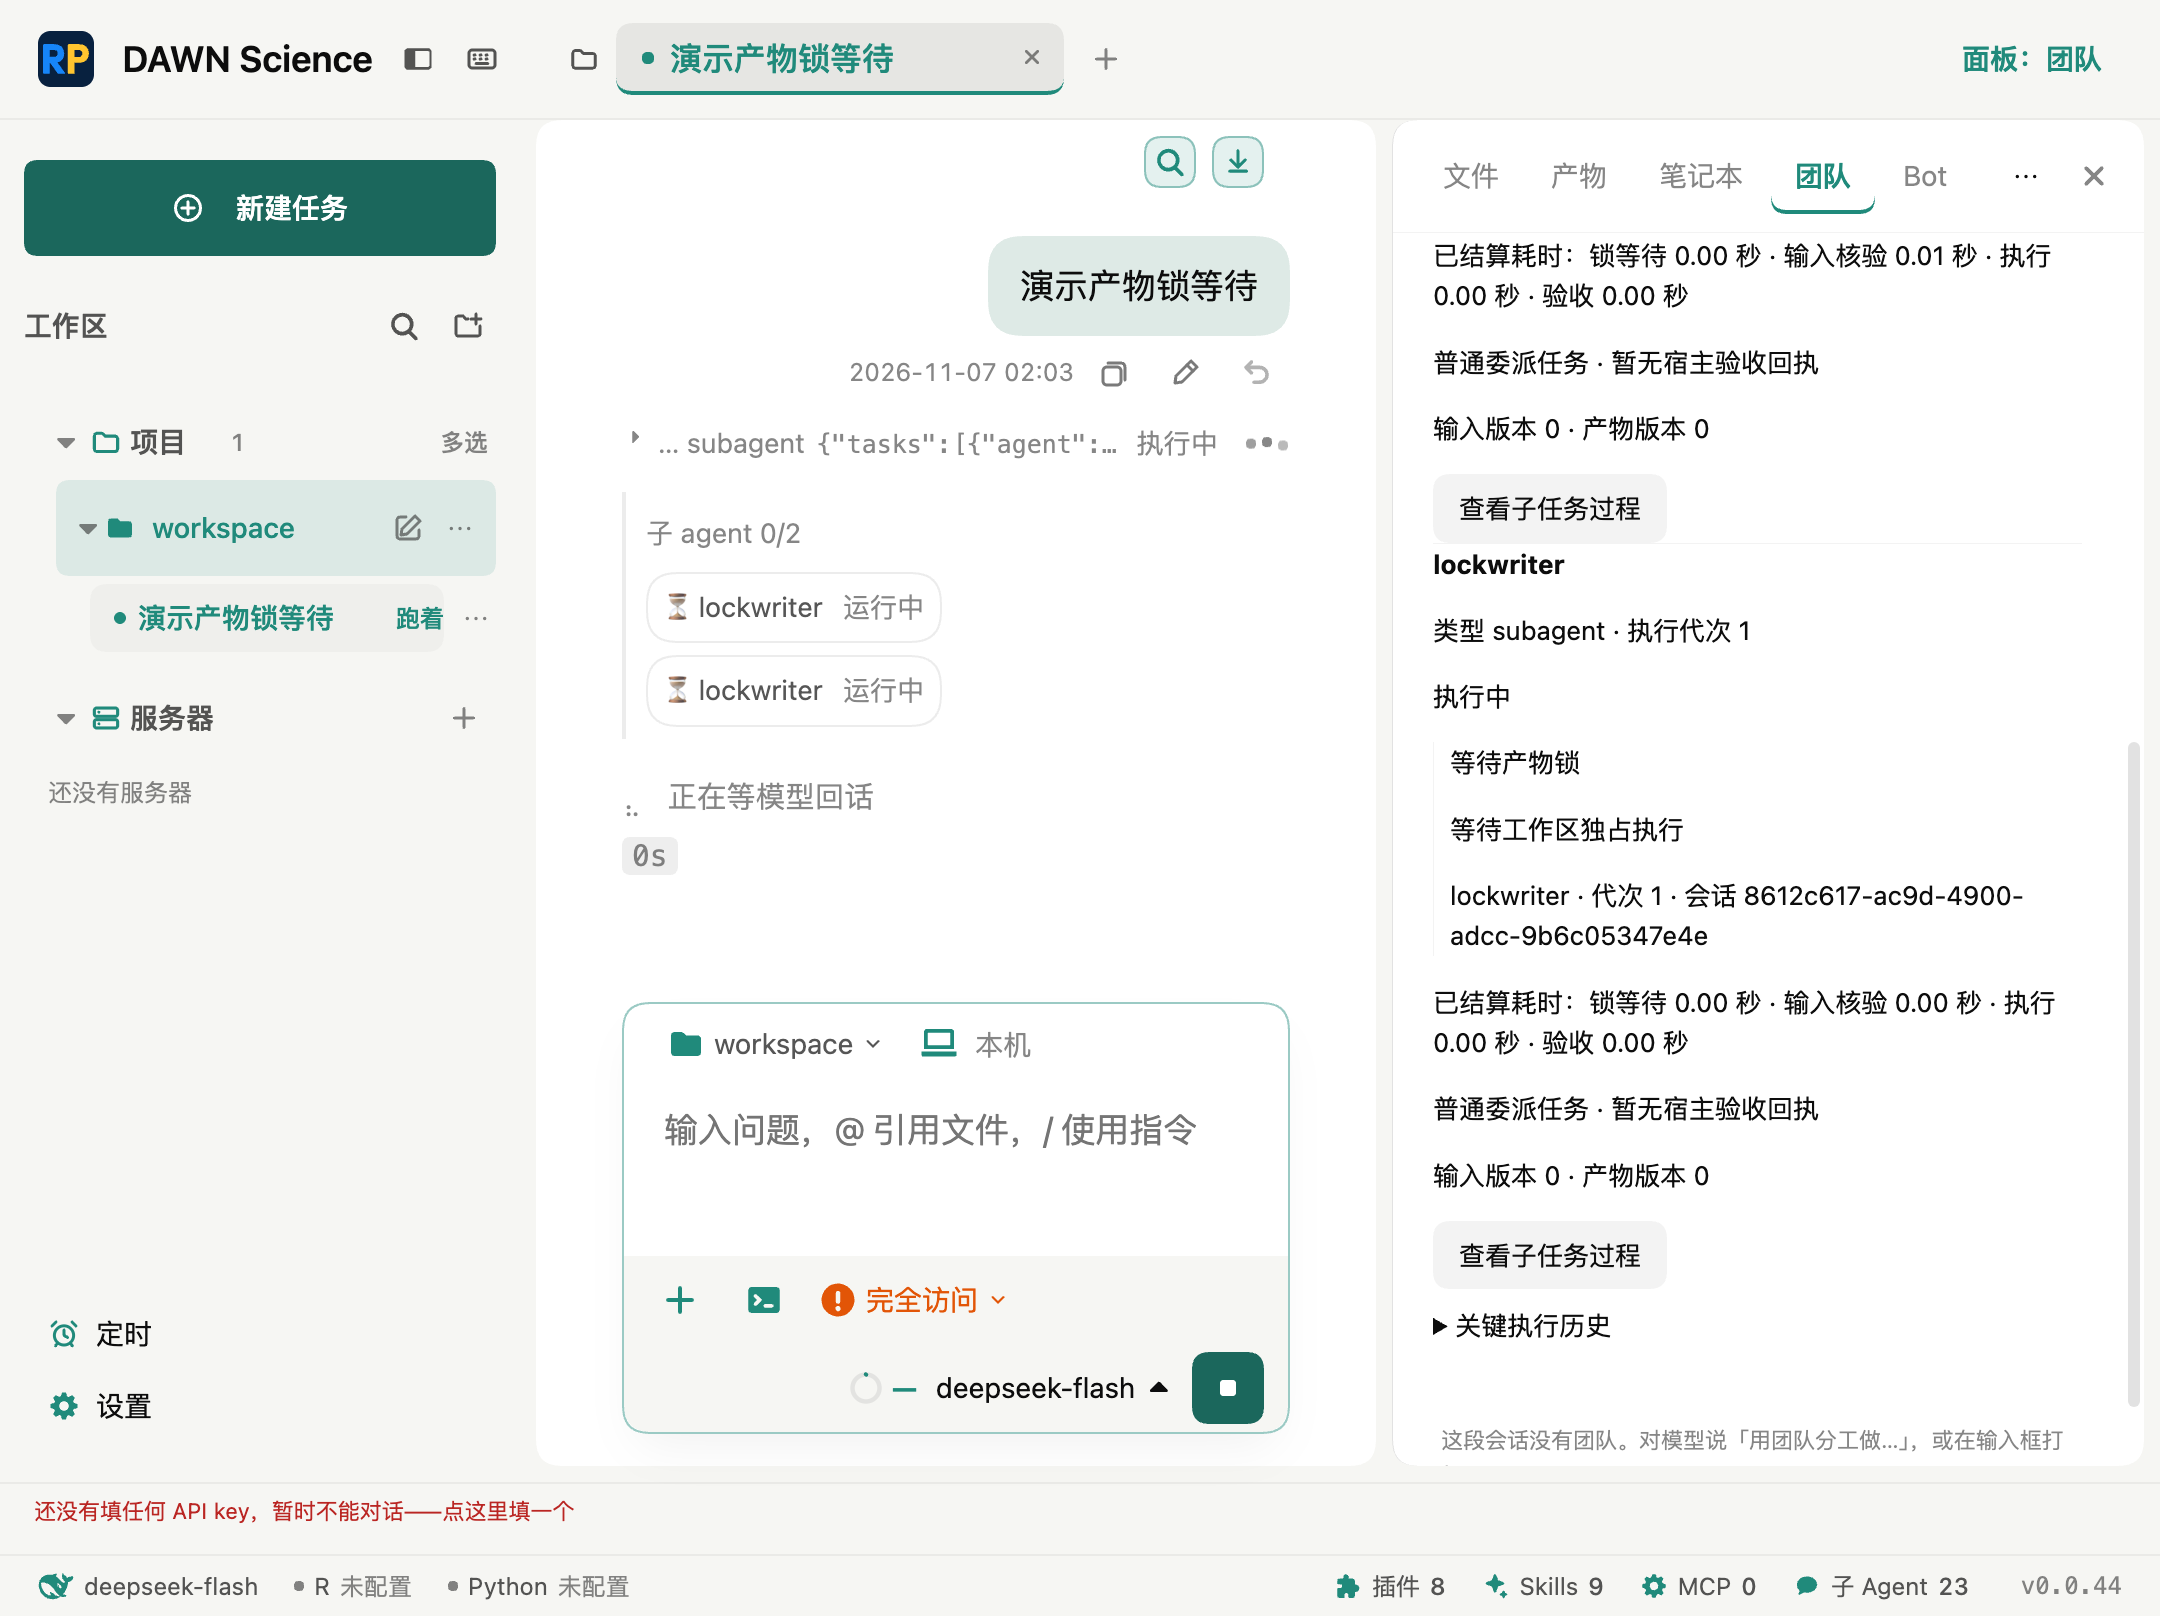 RP DAWN Science
演示产物锁等待
面板：团队
新建任务
工作区
项目 1 多选
workspace
演示产物锁等待 跑着
服务器
还没有服务器
定时
设置
演示产物锁等待
2026-11-07 02:03
... subagent {"tasks":[{"agent":… 执行中
子 agent 0/2
lockwriter 运行中
lockwriter 运行中
正在等模型回话
0s
workspace 本机
输入问题，@ 引用文件，/ 使用指令
完全访问
deepseek-flash
文件 产物 笔记本 团队 Bot
已结算耗时：锁等待 0.00 秒 · 输入核验 0.01 秒 · 执行
0.00 秒 · 验收 0.00 秒
普通委派任务 · 暂无宿主验收回执
输入版本 0 · 产物版本 0
查看子任务过程
lockwriter
类型 subagent · 执行代次 1
执行中
等待产物锁
等待工作区独占执行
lockwriter · 代次 1 · 会话 8612c617-ac9d-4900-
adcc-9b6c05347e4e
已结算耗时：锁等待 0.00 秒 · 输入核验 0.00 秒 · 执行
0.00 秒 · 验收 0.00 秒
普通委派任务 · 暂无宿主验收回执
输入版本 0 · 产物版本 0
查看子任务过程
关键执行历史
这段会话没有团队。对模型说「用团队分工做…」，或在输入框打
还没有填任何 API key，暂时不能对话——点这里填一个
deepseek-flash R 未配置 Python 未配置
插件 8 Skills 9 MCP 0 子 Agent 23 v0.0.44